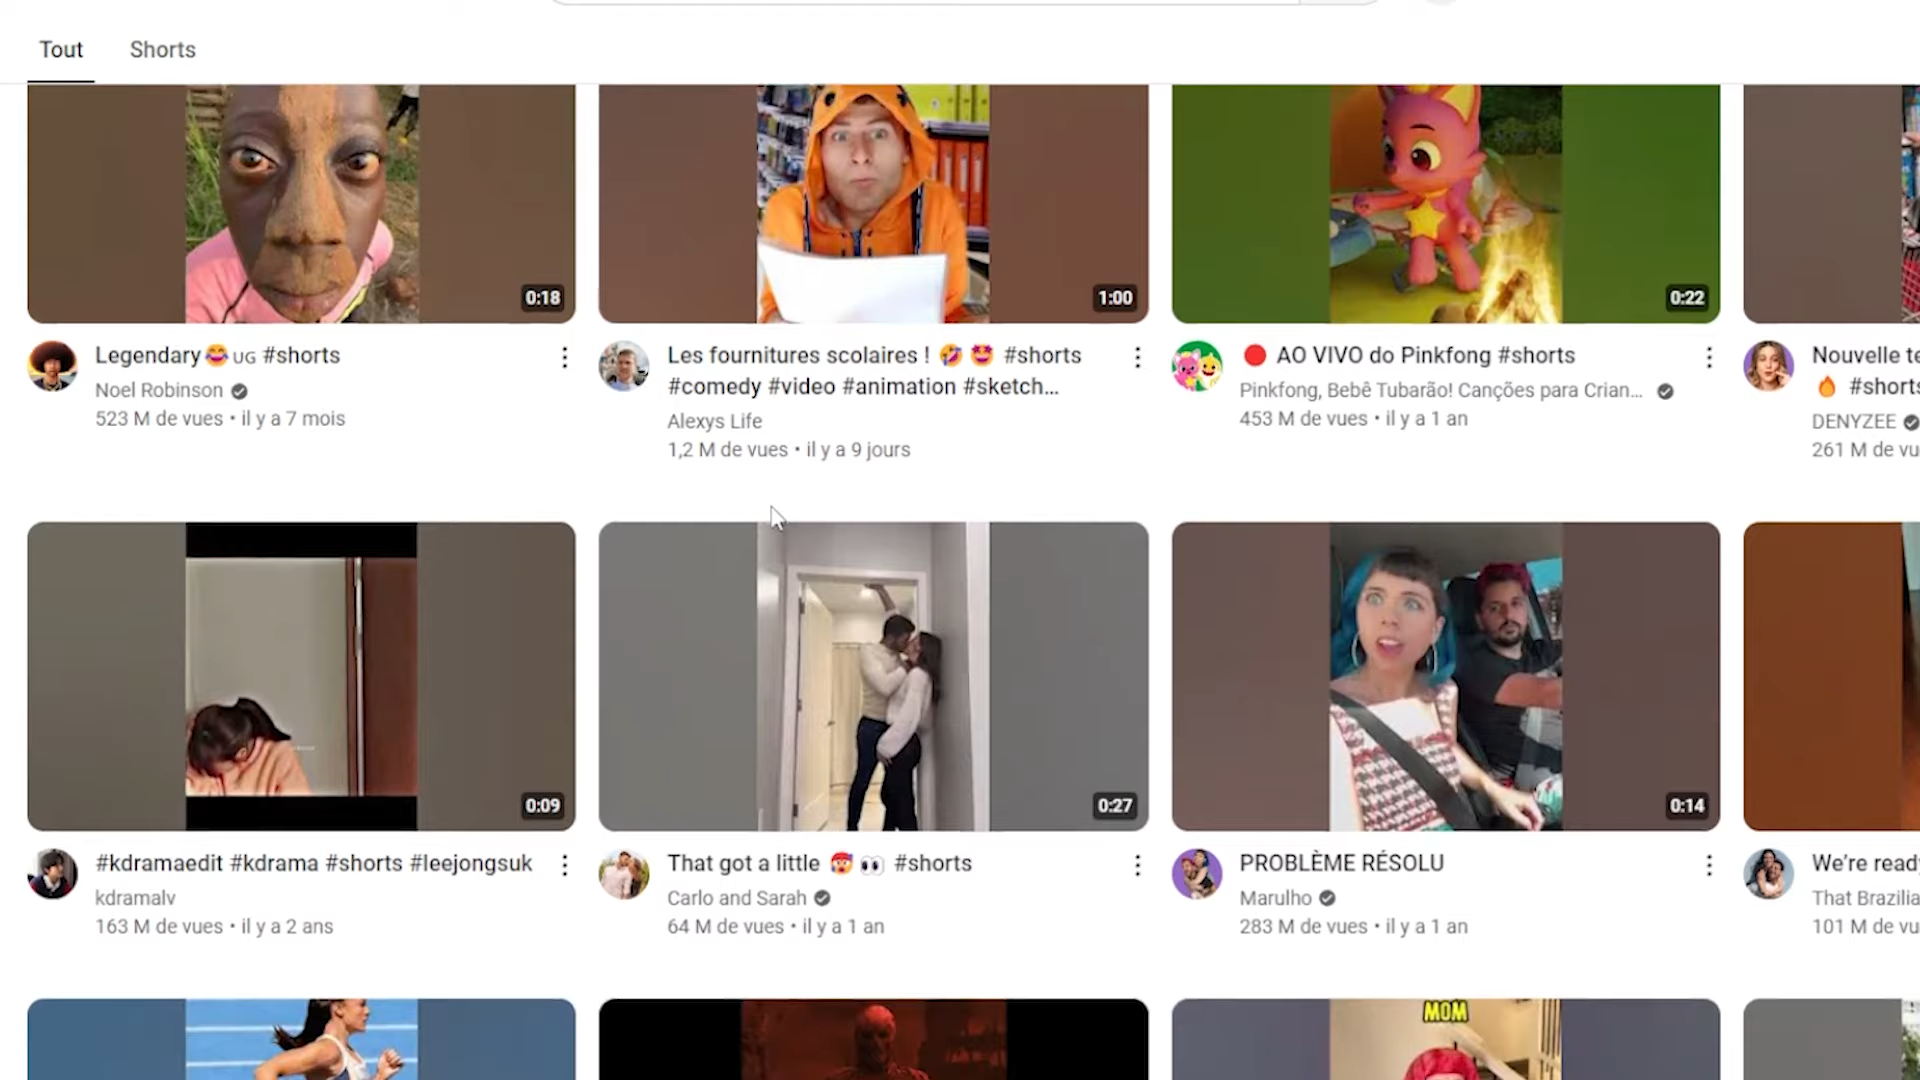 Tout
Shorts
0:18
1:00
0:22
Legendary😂 UG #shorts
Noel Robinson
523 M de vues • il y a 7 mois
Les fournitures scolaires ! 🤣 🤩 #shorts
#comedy #video #animation #sketch...
Alexys Life
1,2 M de vues • il y a 9 jours
🔴 AO VIVO do Pinkfong #shorts
Pinkfong, Bebê Tubarão! Canções para Crian...
453 M de vues • il y a 1 an
Nouvelle te
🔥 #shorts
DENYZEE
261 M de vu
0:09
0:27
0:14
#kdramaedit #kdrama #shorts #leejongsuk
kdramalv
163 M de vues • il y a 2 ans
That got a little 🥵 👀 #shorts
Carlo and Sarah
64 M de vues • il y a 1 an
PROBLÈME RÉSOLU
Marulho
283 M de vues • il y a 1 an
We're ready
That Brazilia
101 M de vu
MOM